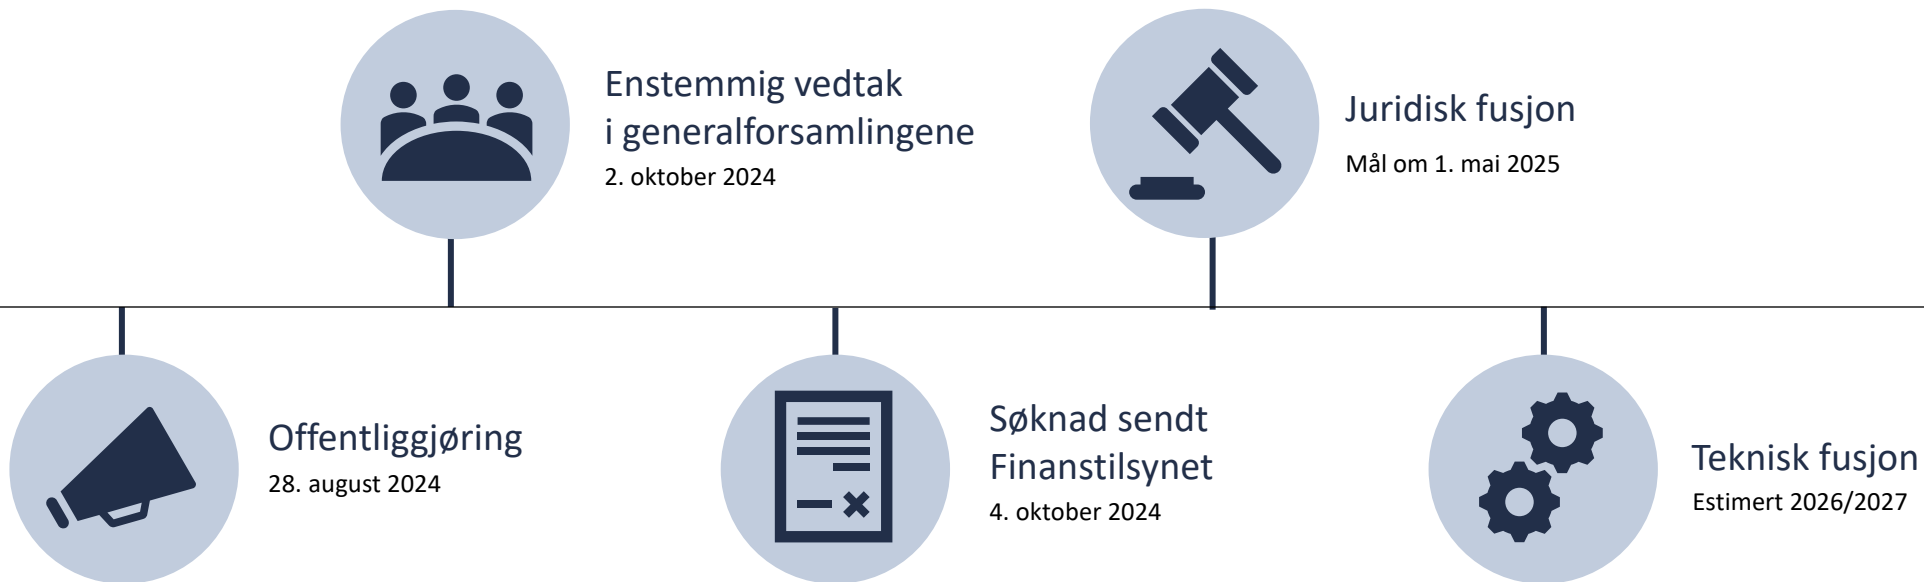 Offentliggjøring
28. august 2024
Enstemmig vedtak
i generalforsamlingene
2. oktober 2024
Søknad sendt
Finanstilsynet
4. oktober 2024
Juridisk fusjon
Mål om 1. mai 2025
Teknisk fusjon
Estimert 2026/2027